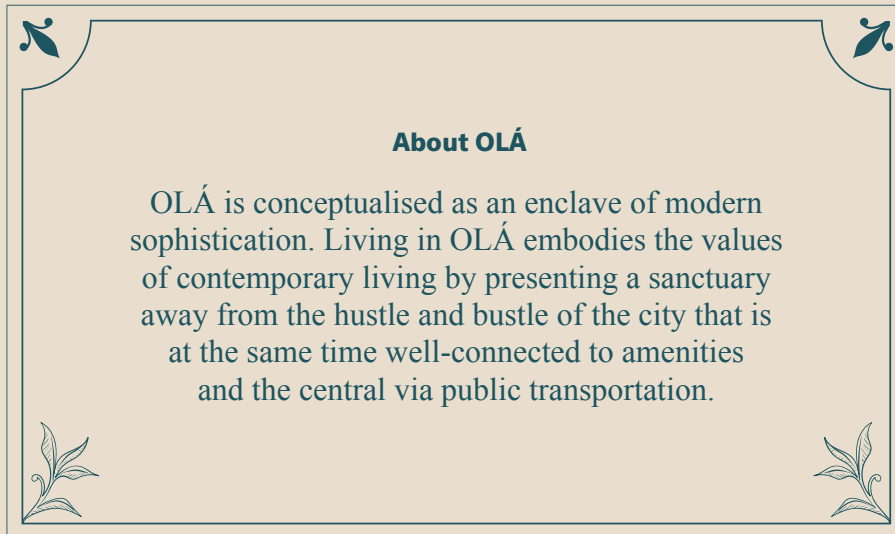 About OLÁ
OLÁ is conceptualised as an enclave of modern
sophistication. Living in OLÁ embodies the values
of contemporary living by presenting a sanctuary
away from the hustle and bustle of the city that is
at the same time well-connected to amenities
and the central via public transportation.